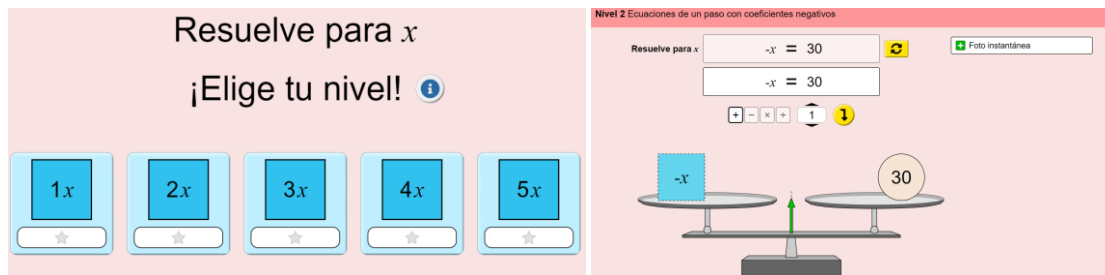 Resuelve para x
¡Elige tu nivel!
1x 2x 3x 4x 5x
Nivel 2 Ecuaciones de un paso con coeficientes negativos
Resuelve para x
-x = 30
-x = 30
+ − × ÷ 1
Foto instantánea
-x
30